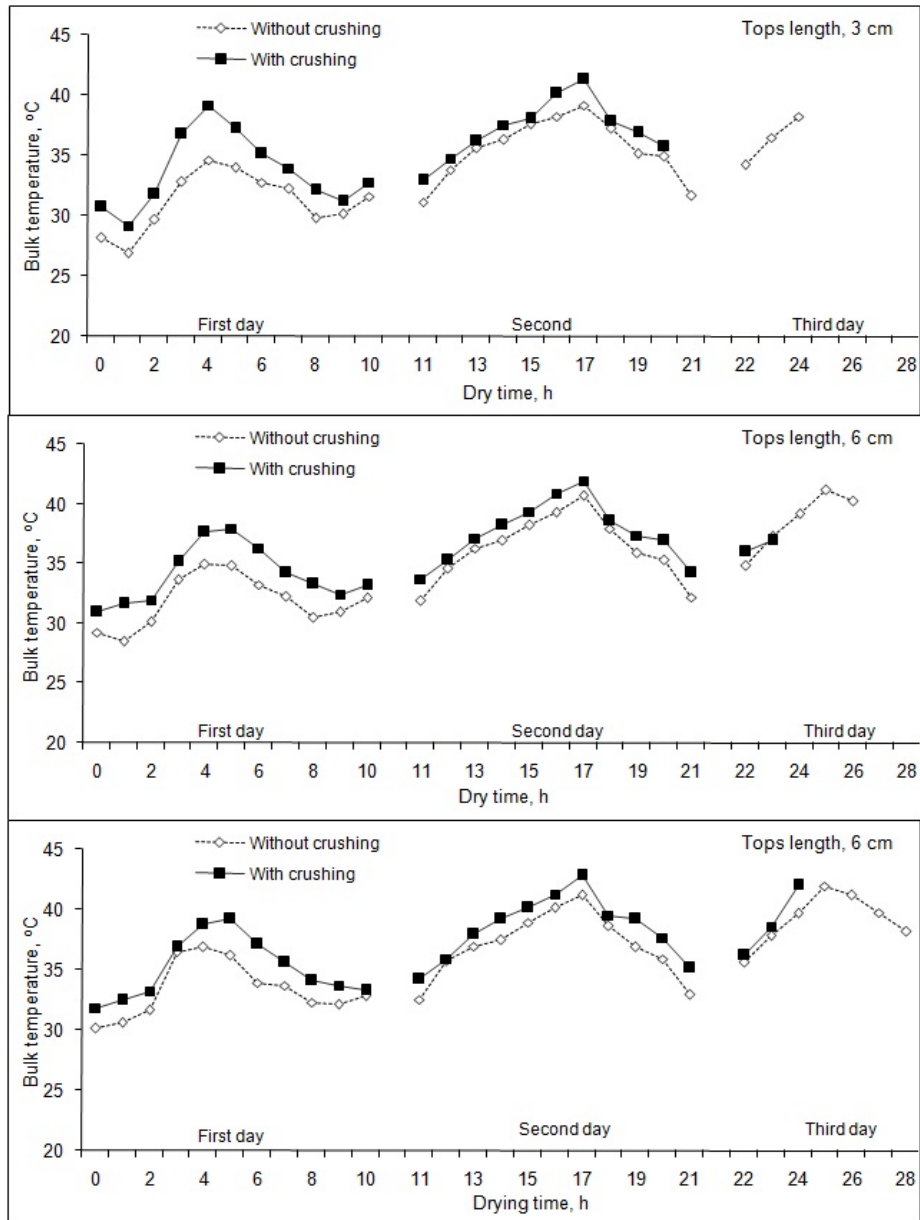 Without crushing
With crushing
Tops length, 3 cm
Bulk temperature, ºC
45
40
35
30
25
20
First day
Second
Third day
0 2 4 6 8 10 11 13 15 17 19 21 22 24 26 28
Dry time, h
Without crushing
With crushing
Tops length, 6 cm
Bulk temperature, ºC
45
40
35
30
25
20
First day
Second day
Third day
0 2 4 6 8 10 11 13 15 17 19 21 22 24 26 28
Dry time, h
Without crushing
With crushing
Tops length, 6 cm
Bulk temperature, ºC
45
40
35
30
25
20
First day
Second day
Third day
0 2 4 6 8 10 11 13 15 17 19 21 22 24 26 28
Drying time, h